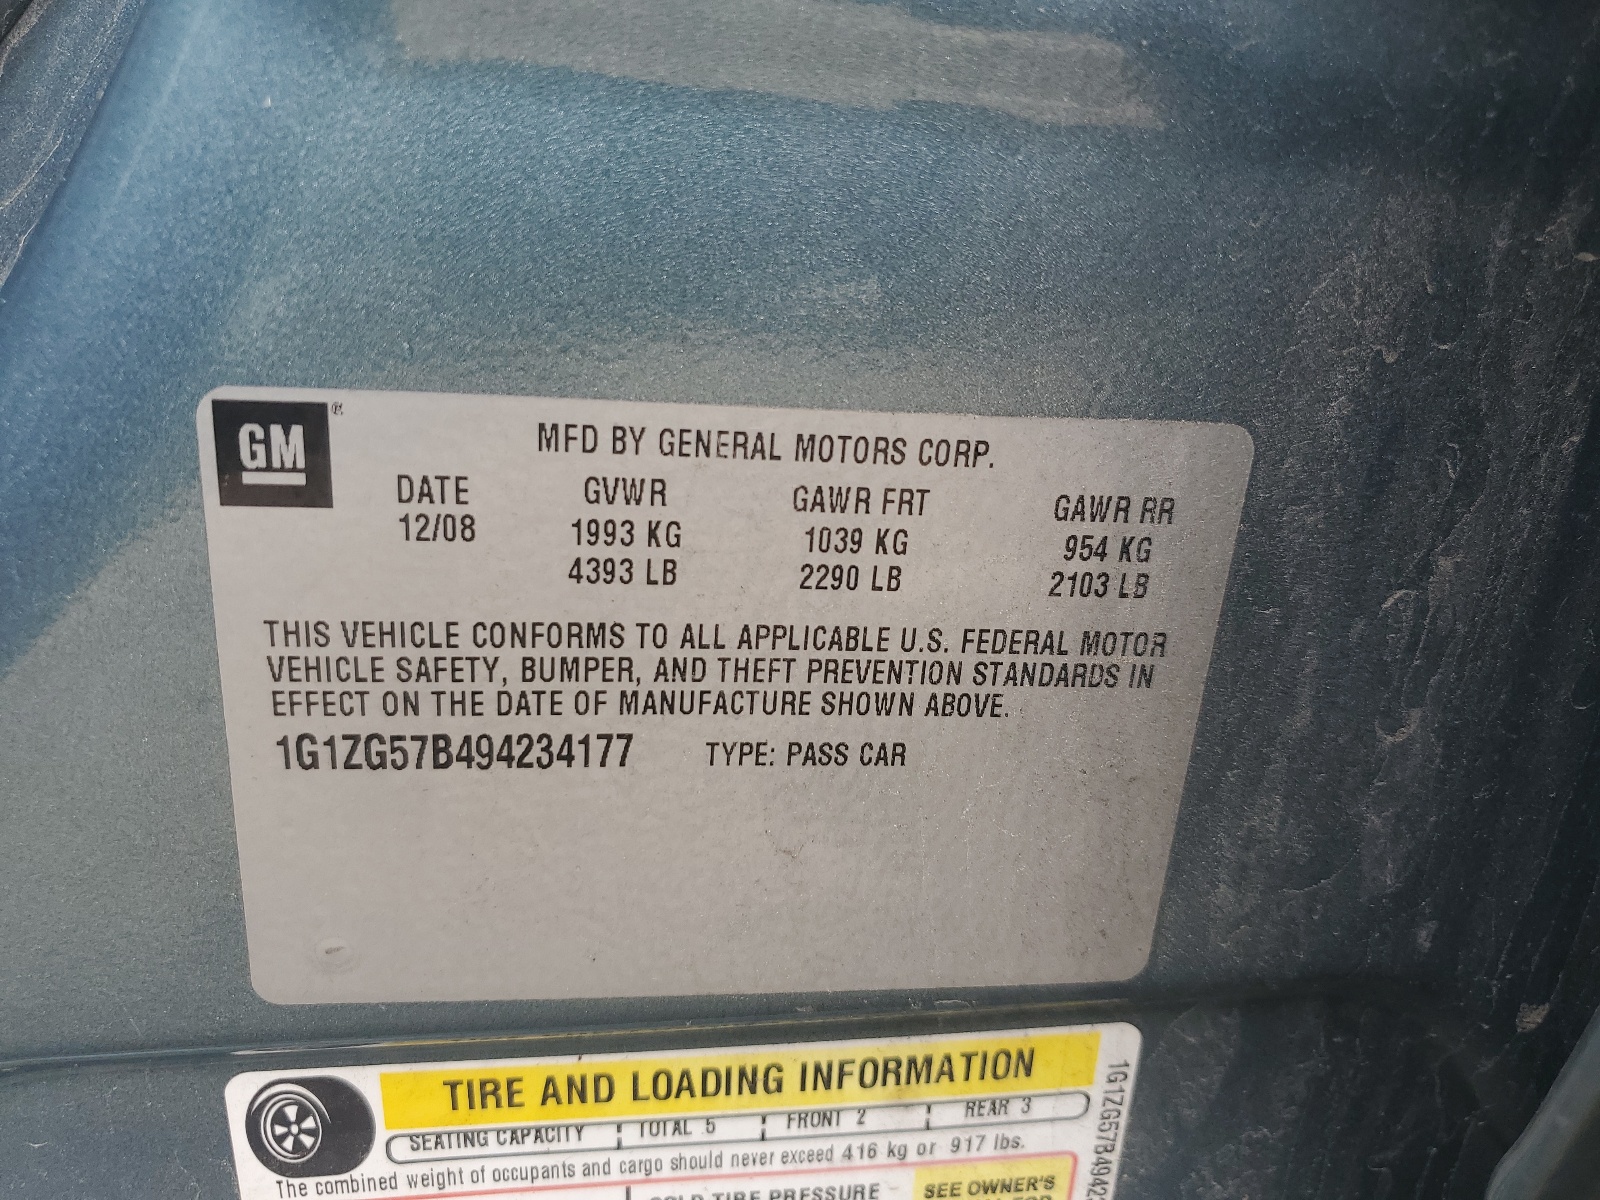 GM ®
MFD BY GENERAL MOTORS CORP.
DATE GVWR GAWR FRT GAWR RR
12/08 1993 KG 1039 KG 954 KG
4393 LB 2290 LB 2103 LB
THIS VEHICLE CONFORMS TO ALL APPLICABLE U.S. FEDERAL MOTOR
VEHICLE SAFETY, BUMPER, AND THEFT PREVENTION STANDARDS IN
EFFECT ON THE DATE OF MANUFACTURE SHOWN ABOVE.
1G1ZG57B494234177 TYPE: PASS CAR
TIRE AND LOADING INFORMATION
SEATING CAPACITY TOTAL 5 FRONT 2 REAR 3
The combined weight of occupants and cargo should never exceed 416 kg or 917 lbs.
TIRE PRESSURE
SEE OWNER'S
1G1ZG57B494